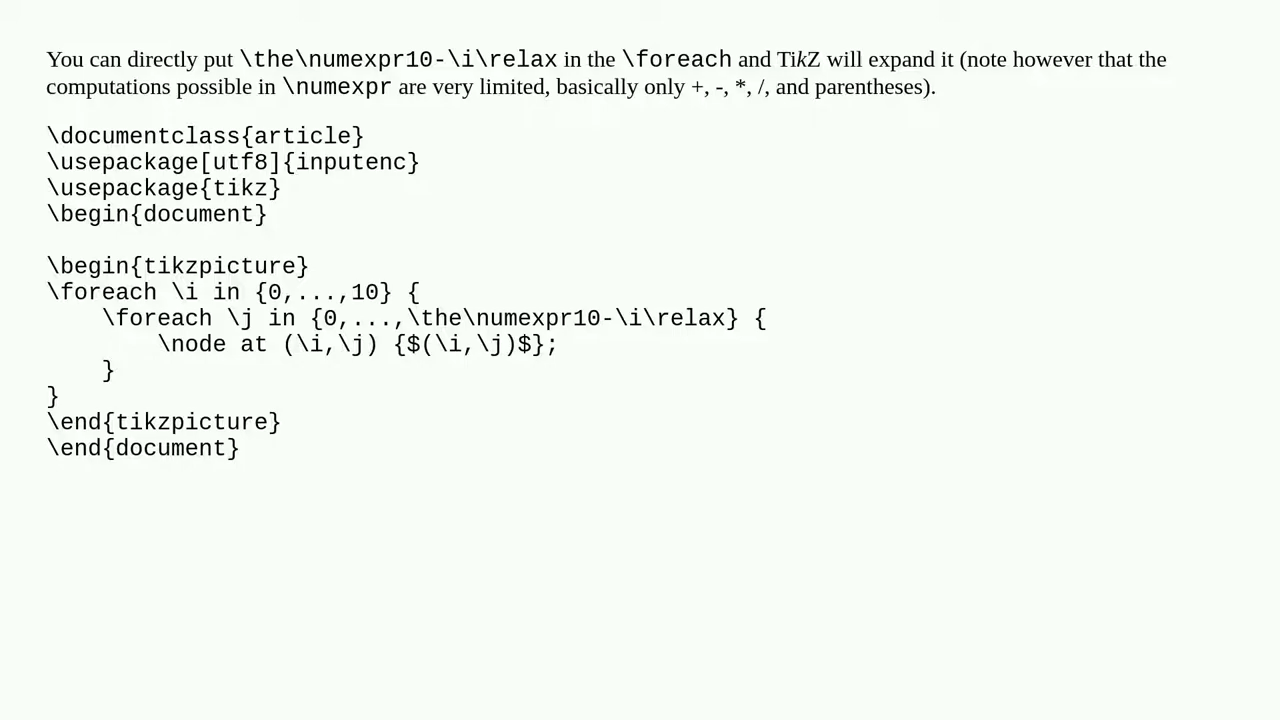 You can directly put \the\numexpr10-\i\relax in the \foreach and TikZ will expand it (note however that the
computations possible in \numexpr are very limited, basically only +, -, *, /, and parentheses).
\documentclass{article}
\usepackage[utf8]{inputenc}
\usepackage{tikz}
\begin{document}
\begin{tikzpicture}
\foreach \i in {0,...,10} {
    \foreach \j in {0,...,\the\numexpr10-\i\relax} {
        \node at (\i,\j) {$(\i,\j)$};
    }
}
\end{tikzpicture}
\end{document}